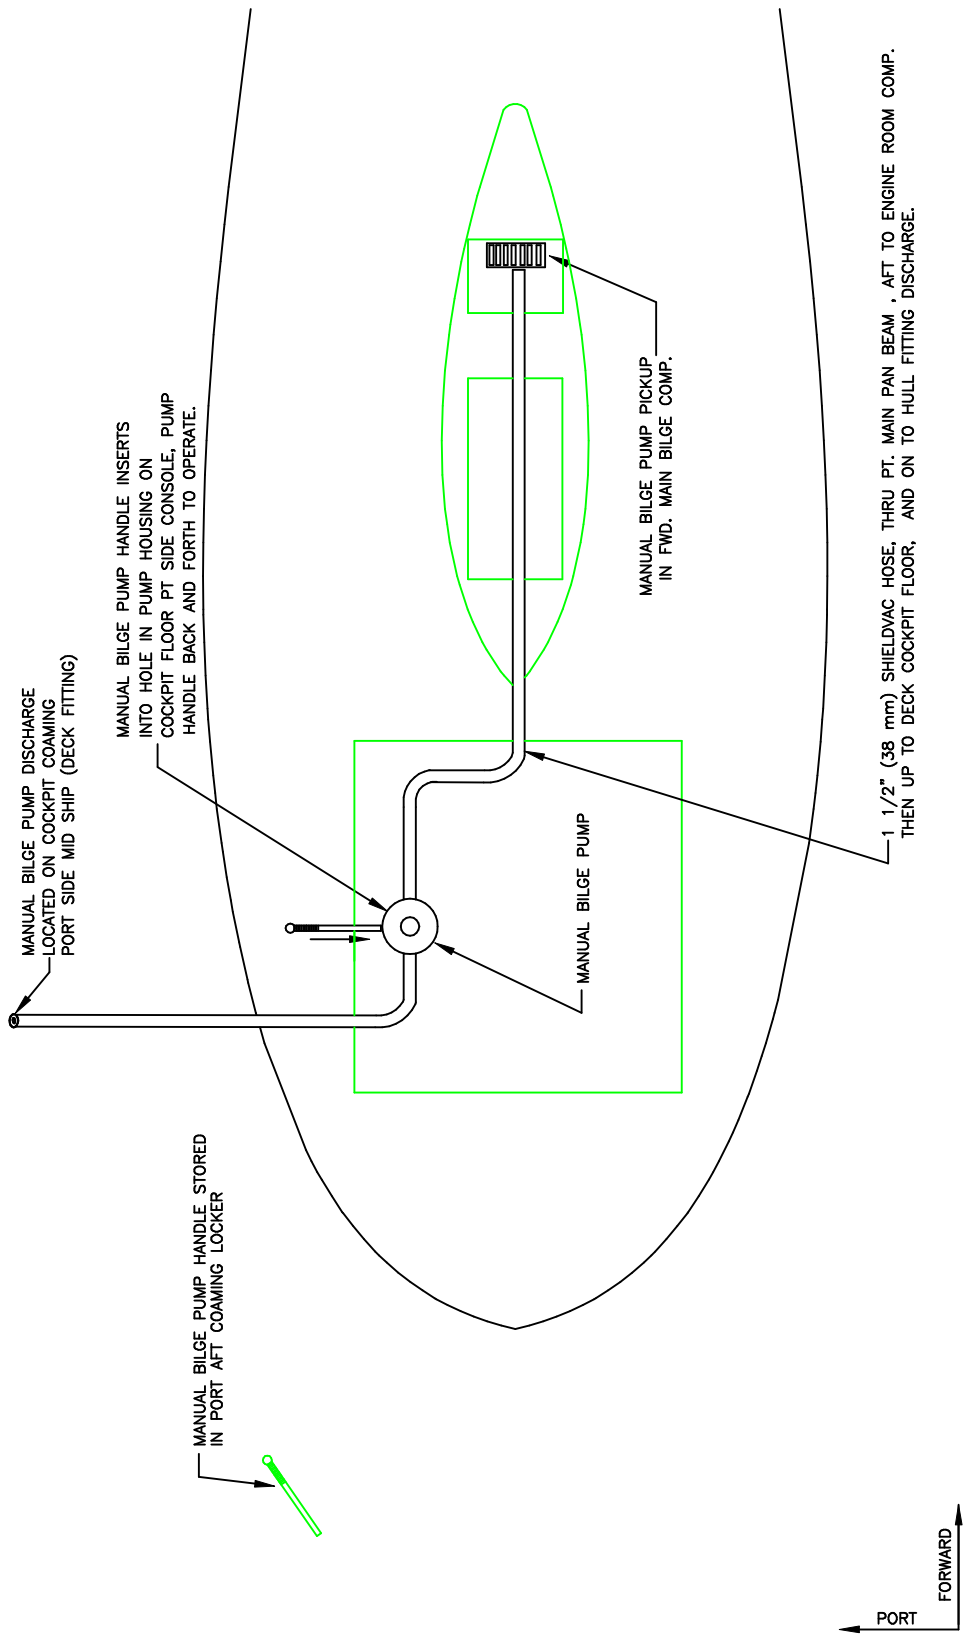 MANUAL BILGE PUMP DISCHARGE
LOCATED ON COCKPIT COAMING
PORT SIDE MID SHIP (DECK FITTING)
MANUAL BILGE PUMP HANDLE INSERTS
INTO HOLE IN PUMP HOUSING ON
COCKPIT FLOOR PT SIDE CONSOLE, PUMP
HANDLE BACK AND FORTH TO OPERATE.
MANUAL BILGE PUMP HANDLE STORED
IN PORT AFT COAMING LOCKER
MANUAL BILGE PUMP
MANUAL BILGE PUMP PICKUP
IN FWD. MAIN BILGE COMP.
1 1/2" (38 mm) SHIELDVAC HOSE, THRU PT. MAIN PAN BEAM , AFT TO ENGINE ROOM COMP.
THEN UP TO DECK COCKPIT FLOOR, AND ON TO HULL FITTING DISCHARGE.
PORT
FORWARD